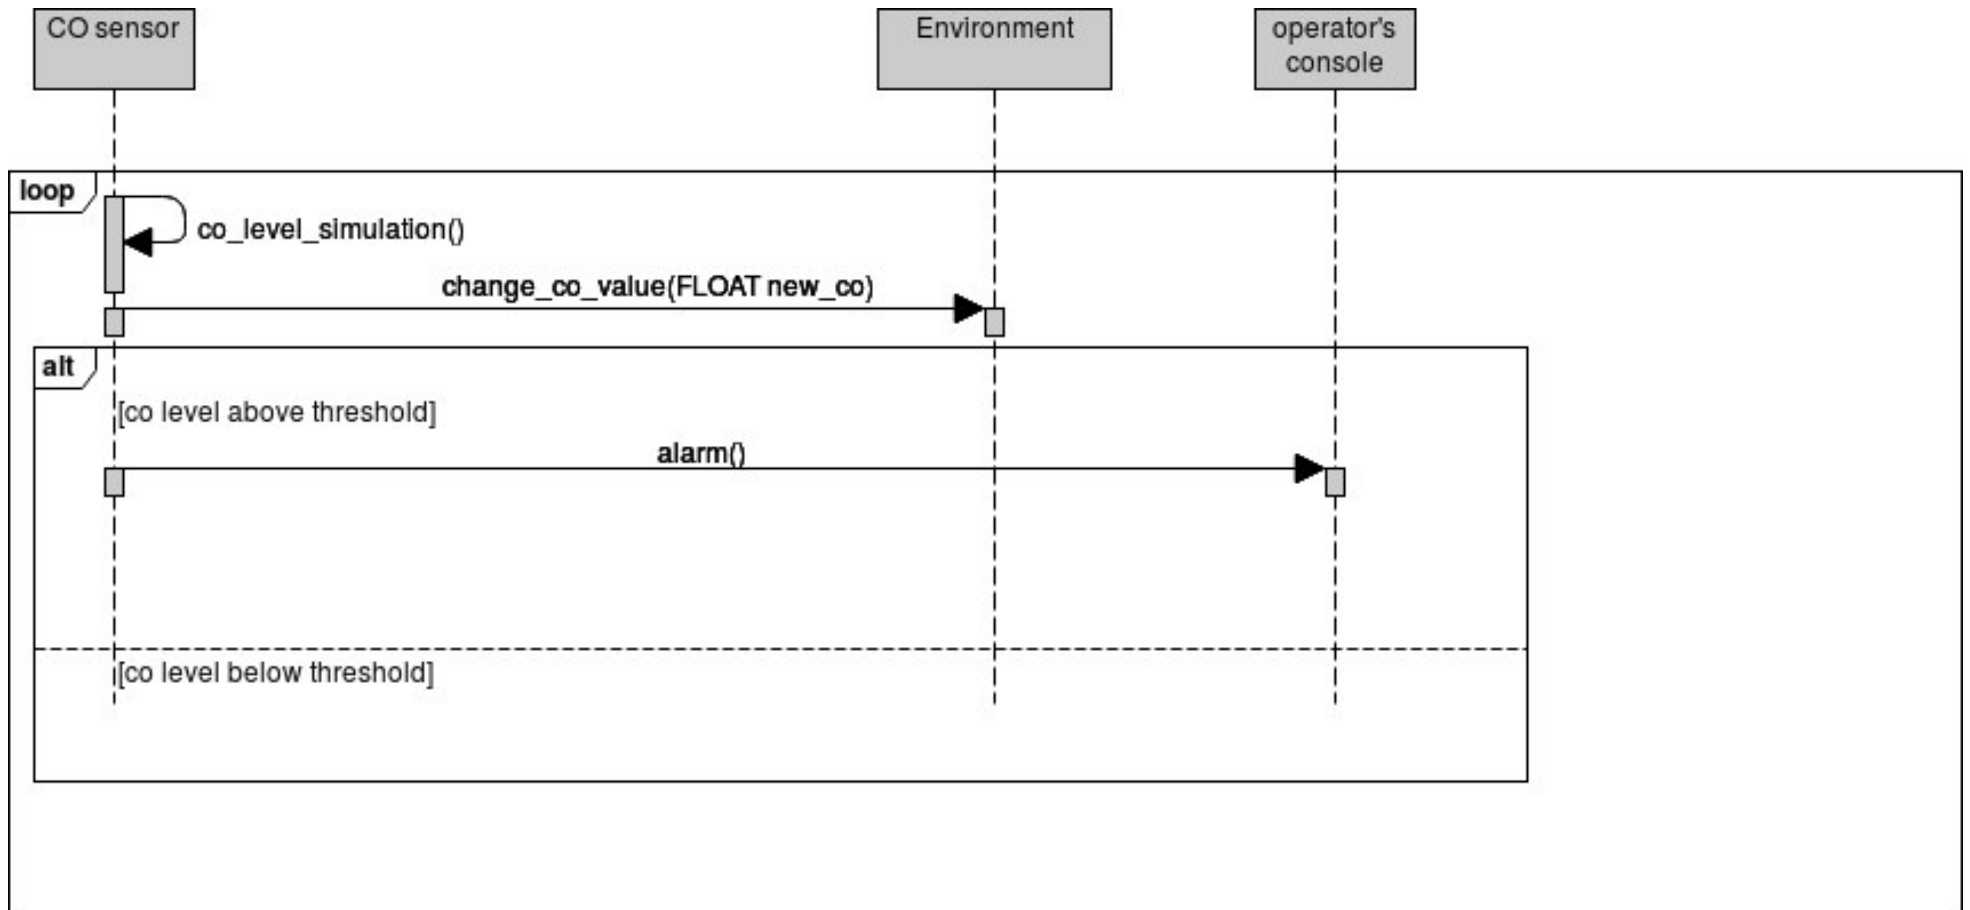 CO sensor
Environment
operator's
console
loop
co_level_simulation()
change_co_value(FLOAT new_co)
alt
[co level above threshold]
alarm()
[co level below threshold]